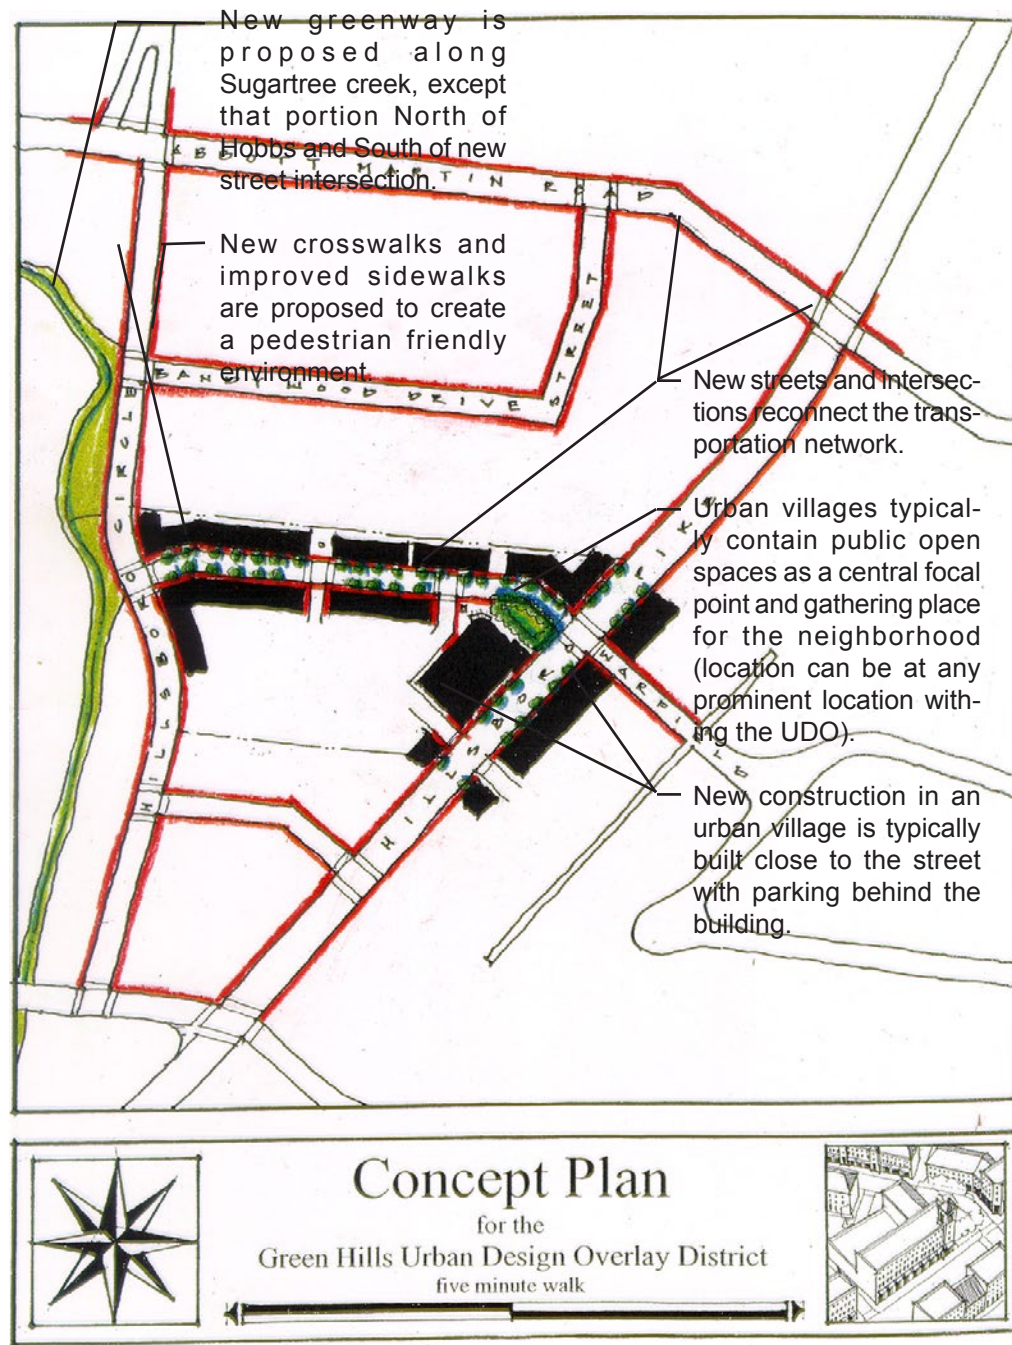 New greenway is
proposed along
Sugartree creek, except
that portion North of
Hobbs and South of new
street intersection.
ABBOTT MARTIN ROAD
New crosswalks and
improved sidewalks
are proposed to create
a pedestrian friendly
environment.
BANDYWOOD DRIVE
STREET
New streets and intersec-
tions reconnect the trans-
portation network.
Urban villages typical-
ly contain public open
spaces as a central focal
point and gathering place
for the neighborhood
(location can be at any
prominent location with-
ing the UDO).
HILLSBORO CIRCLE
HILLSBORO PIKE
WARFIELD
New construction in an
urban village is typically
built close to the street
with parking behind the
building.
Concept Plan
for the
Green Hills Urban Design Overlay District
five minute walk